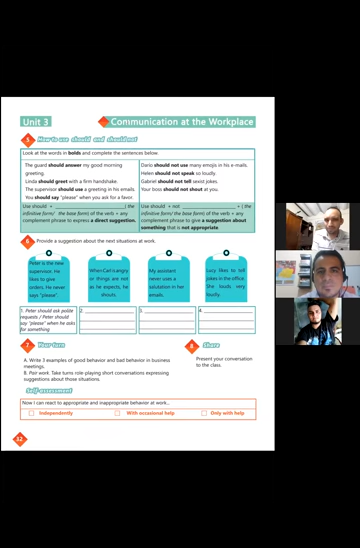 Unit 3
Communication at the Workplace
5. How to use should and should not
Look at the words in bolds and complete the sentences below.
The guard should answer my good morning
greeting.
Linda should greet with a firm handshake.
The supervisor should use a greeting in his emails.
You should say "please" when you ask for a favor.
Darío should not use many emojis in his e-mails.
Helen should not speak so loudly.
Gabriel should not tell sexist jokes.
Your boss should not shout at you.
Use should + ____ ( the
infinitive form/ the base form) of the verb + any
complement phrase to express a direct suggestion.
Use should + not ____ + ( the
infinitive form/ the base form) of the verb + any
complement phrase to give a suggestion about
something that is not appropriate.
6. Provide a suggestion about the next situations at work.
Peter is the new
supervisor. He
likes to give
orders. He never
says "please".
When Carl is angry
or things are not
as he expects, he
shouts.
My assistent
never uses a
salutation in her
emails.
Lucy likes to tell
jokes in the office.
She laughs very
loudly.
1. Peter should ask polide
requests / Peter should
say "please" when he asks
for something
2.
3.
4.
7. Your turn
A. Write 3 examples of good behavior and bad behavior in business
meetings.
B. Pair work Take turns role-playing short conversations expressing
suggestions about those situations.
8. Share
Present your conversation
to the class.
Self-assessment
Now I can react to appropriate and inappropriate behavior at work...
Independently
With occasional help
Only with help
32